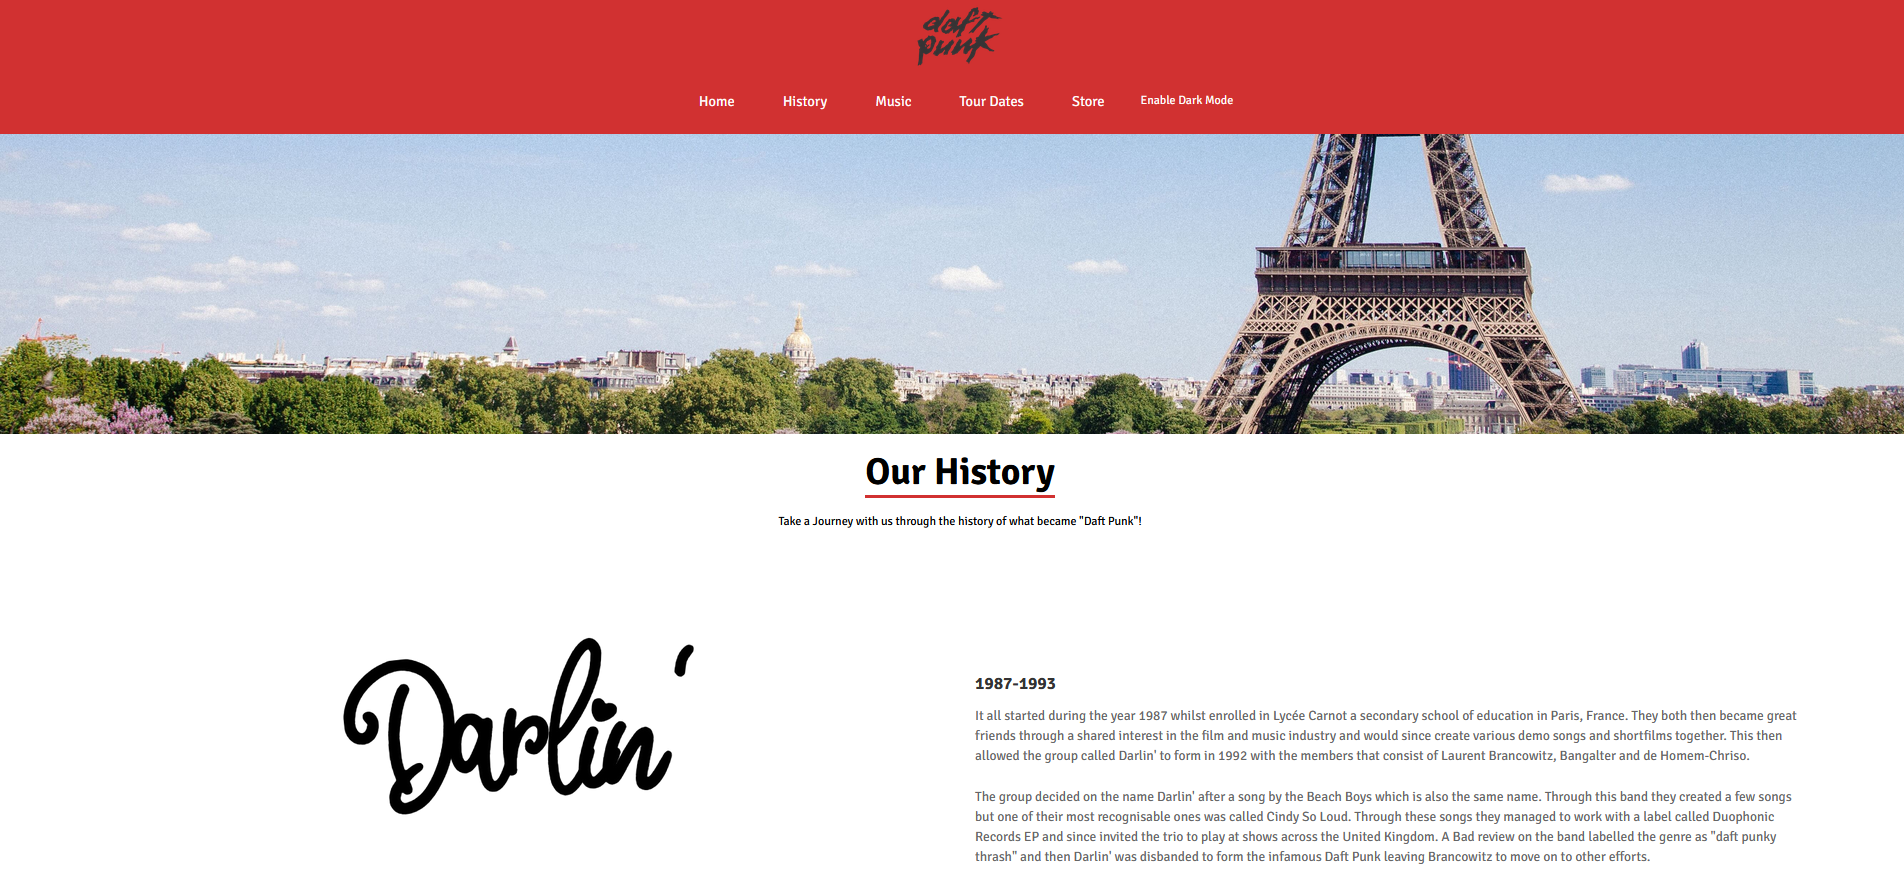 daft
punk
Home History Music Tour Dates Store Enable Dark Mode
Our History
Take a Journey with us through the history of what became "Daft Punk"!
Darlin'
1987-1993
It all started during the year 1987 whilst enrolled in Lycée Carnot a secondary school of education in Paris, France. They both then became great
friends through a shared interest in the film and music industry and would since create various demo songs and shortfilms together. This then
allowed the group called Darlin' to form in 1992 with the members that consist of Laurent Brancowitz, Bangalter and de Homem-Chriso.
The group decided on the name Darlin' after a song by the Beach Boys which is also the same name. Through this band they created a few songs
but one of their most recognisable ones was called Cindy So Loud. Through these songs they managed to work with a label called Duophonic
Records EP and since invited the trio to play at shows across the United Kingdom. A Bad review on the band labelled the genre as "daft punky
thrash" and then Darlin' was disbanded to form the infamous Daft Punk leaving Brancowitz to move on to other efforts.